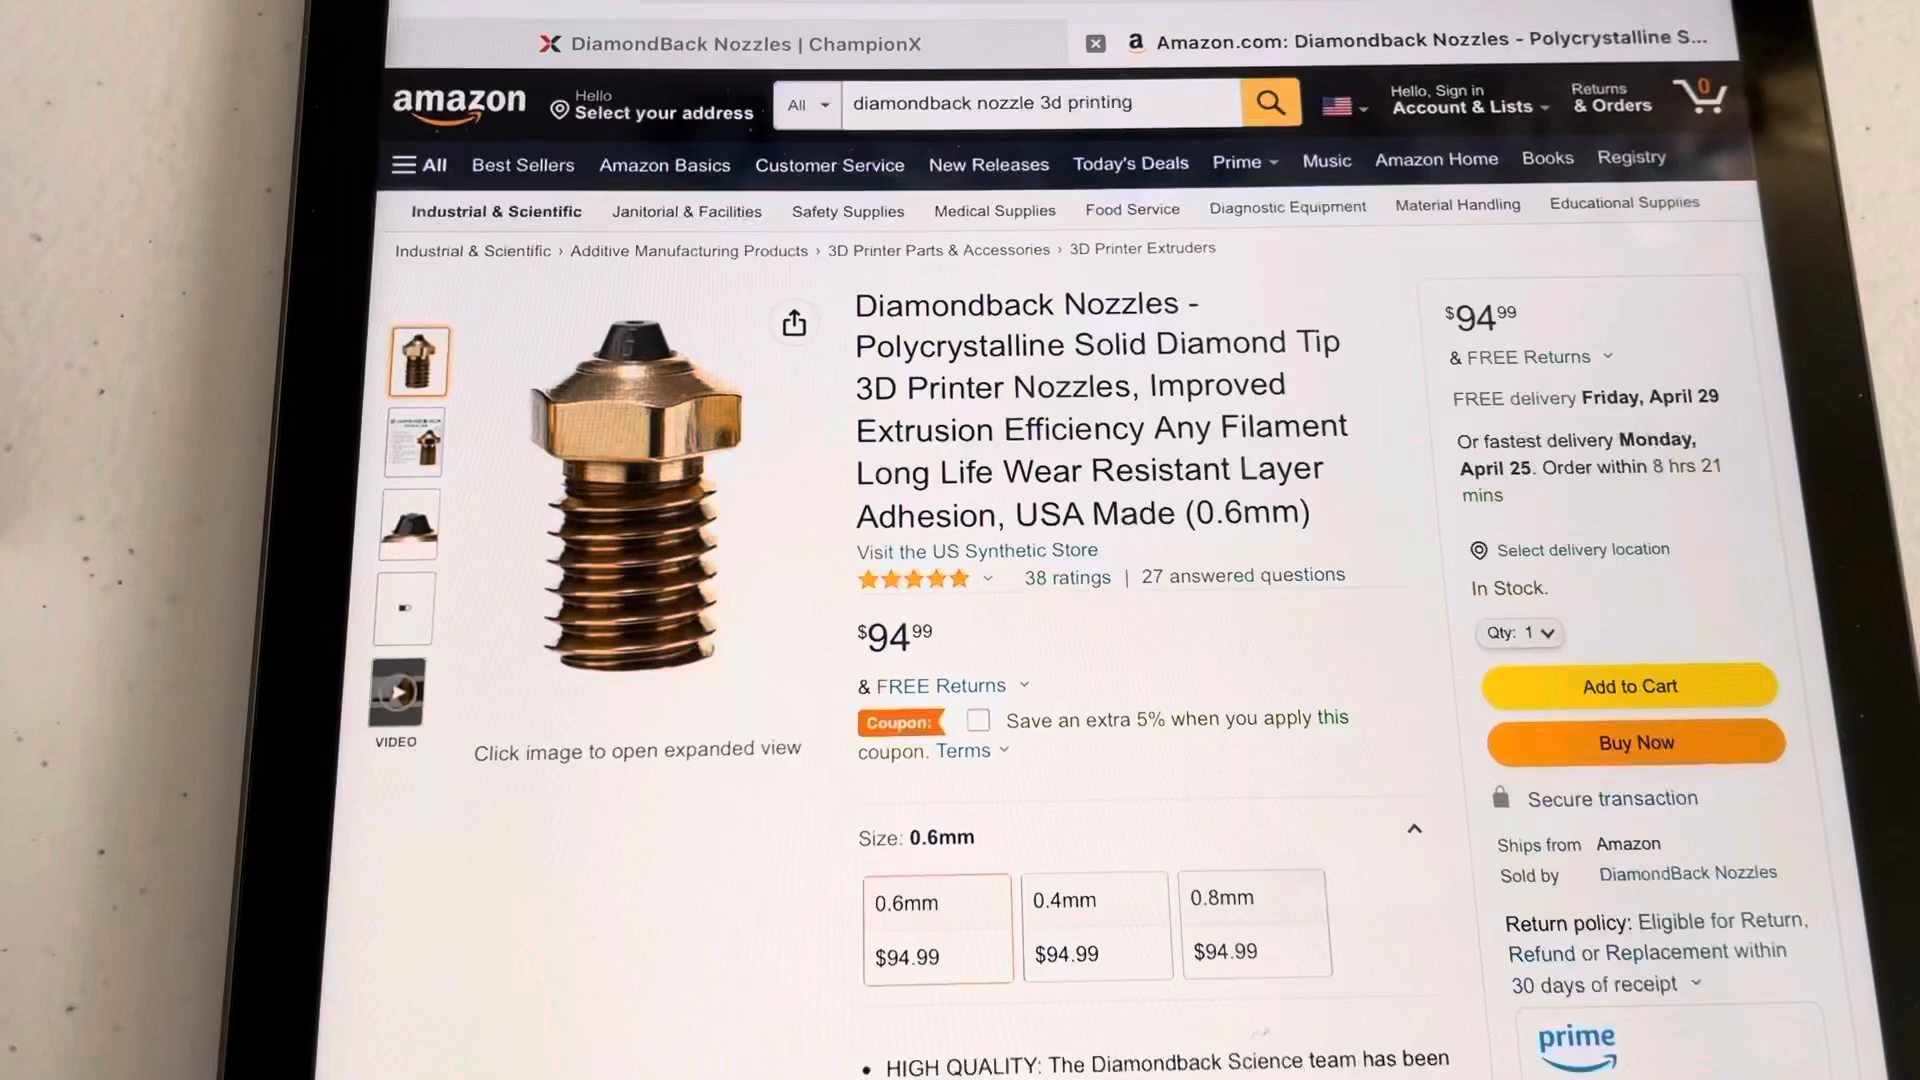 DiamondBack Nozzles | ChampionX
a Amazon.com: Diamondback Nozzles - Polycrystalline S...
amazon
Hello
Select your address
All
diamondback nozzle 3d printing
Hello, Sign in
Account & Lists
Returns
& Orders
0
All Best Sellers Amazon Basics Customer Service New Releases Today's Deals Prime Music Amazon Home Books Registry
Industrial & Scientific Janitorial & Facilities Safety Supplies Medical Supplies Food Service Diagnostic Equipment Material Handling Educational Supplies
Industrial & Scientific › Additive Manufacturing Products › 3D Printer Parts & Accessories › 3D Printer Extruders
VIDEO
Click image to open expanded view
Diamondback Nozzles -
Polycrystalline Solid Diamond Tip
3D Printer Nozzles, Improved
Extrusion Efficiency Any Filament
Long Life Wear Resistant Layer
Adhesion, USA Made (0.6mm)
Visit the US Synthetic Store
38 ratings | 27 answered questions
$94 99
& FREE Returns
Coupon: Save an extra 5% when you apply this
coupon. Terms
Size: 0.6mm
0.6mm 0.4mm 0.8mm
$94.99 $94.99 $94.99
• HIGH QUALITY: The Diamondback Science team has been
$94 99
& FREE Returns
FREE delivery Friday, April 29
Or fastest delivery Monday,
April 25. Order within 8 hrs 21
mins
Select delivery location
In Stock.
Qty: 1
Add to Cart
Buy Now
Secure transaction
Ships from Amazon
Sold by DiamondBack Nozzles
Return policy: Eligible for Return,
Refund or Replacement within
30 days of receipt
prime